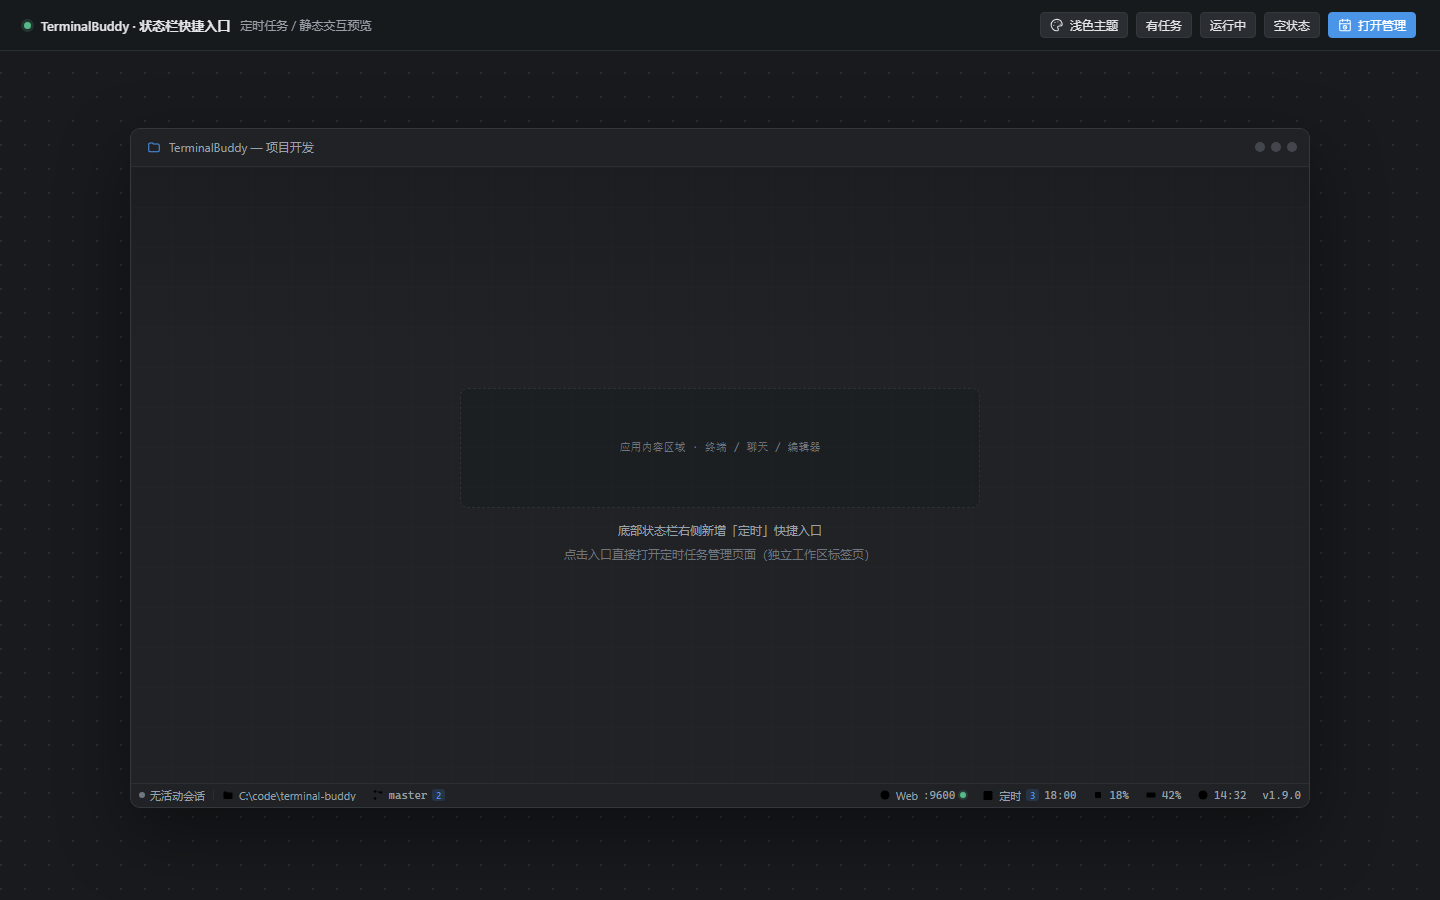 TerminalBuddy · 状态栏快捷入口 定时任务 / 静态交互预览 浅色主题 有任务 运行中 空状态 打开管理
TerminalBuddy — 项目开发
应用内容区域 · 终端 / 聊天 / 编辑器
底部状态栏右侧新增「定时」快捷入口
点击入口直接打开定时任务管理页面（独立工作区标签页）
无活动会话 C:\code\terminal-buddy master 2 Web :9600 定时 3 18:00 18% 42% 14:32 v1.9.0